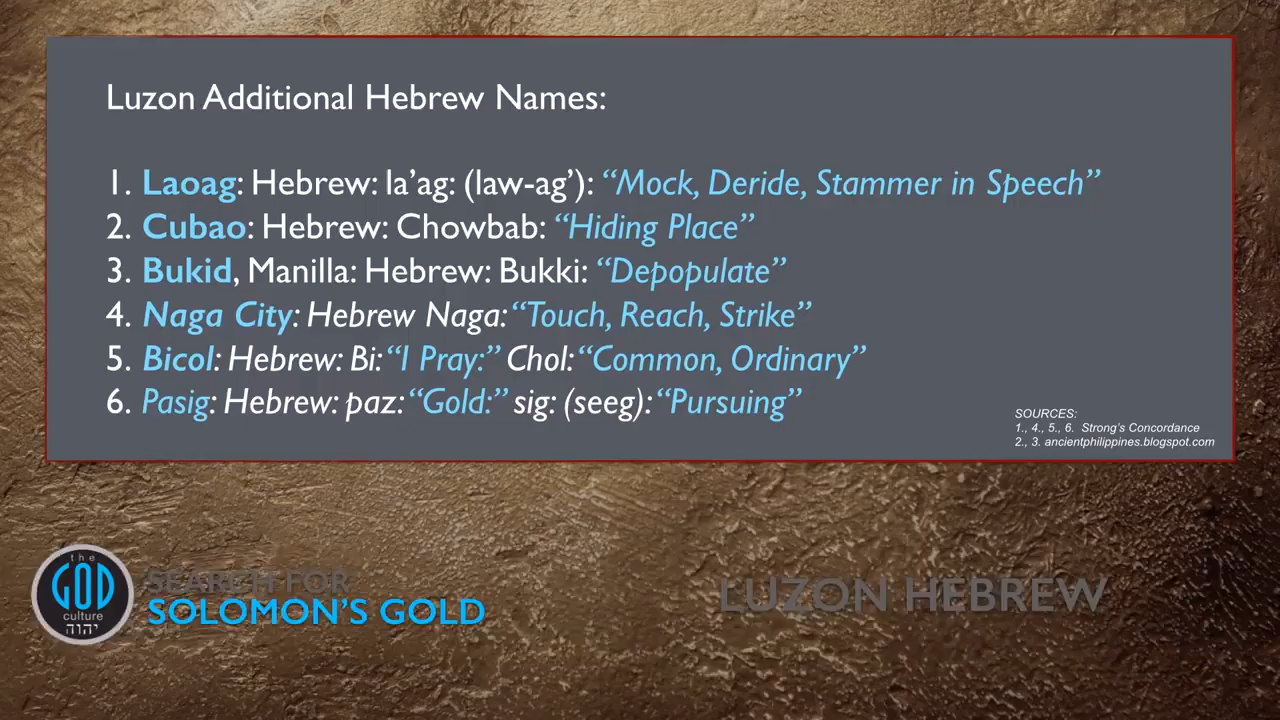 Luzon Additional Hebrew Names:
1. Laoag: Hebrew: la’ag: (law-ag’): “Mock, Deride, Stammer in Speech”
2. Cubao: Hebrew: Chowbab: “Hiding Place”
3. Bukid, Manilla: Hebrew: Bukki: “Depopulate”
4. Naga City: Hebrew Naga: “Touch, Reach, Strike”
5. Bicol: Hebrew: Bi: “I Pray:” Chol: “Common, Ordinary”
6. Pasig: Hebrew: paz: “Gold:” sig: (seeg): “Pursuing”
SOURCES:
1., 4., 5., 6. Strong’s Concordance
2., 3. ancientphilippines.blogspot.com
the
GOD
culture
יהוה
SEARCH FOR
SOLOMON’S GOLD
LUZON HEBREW